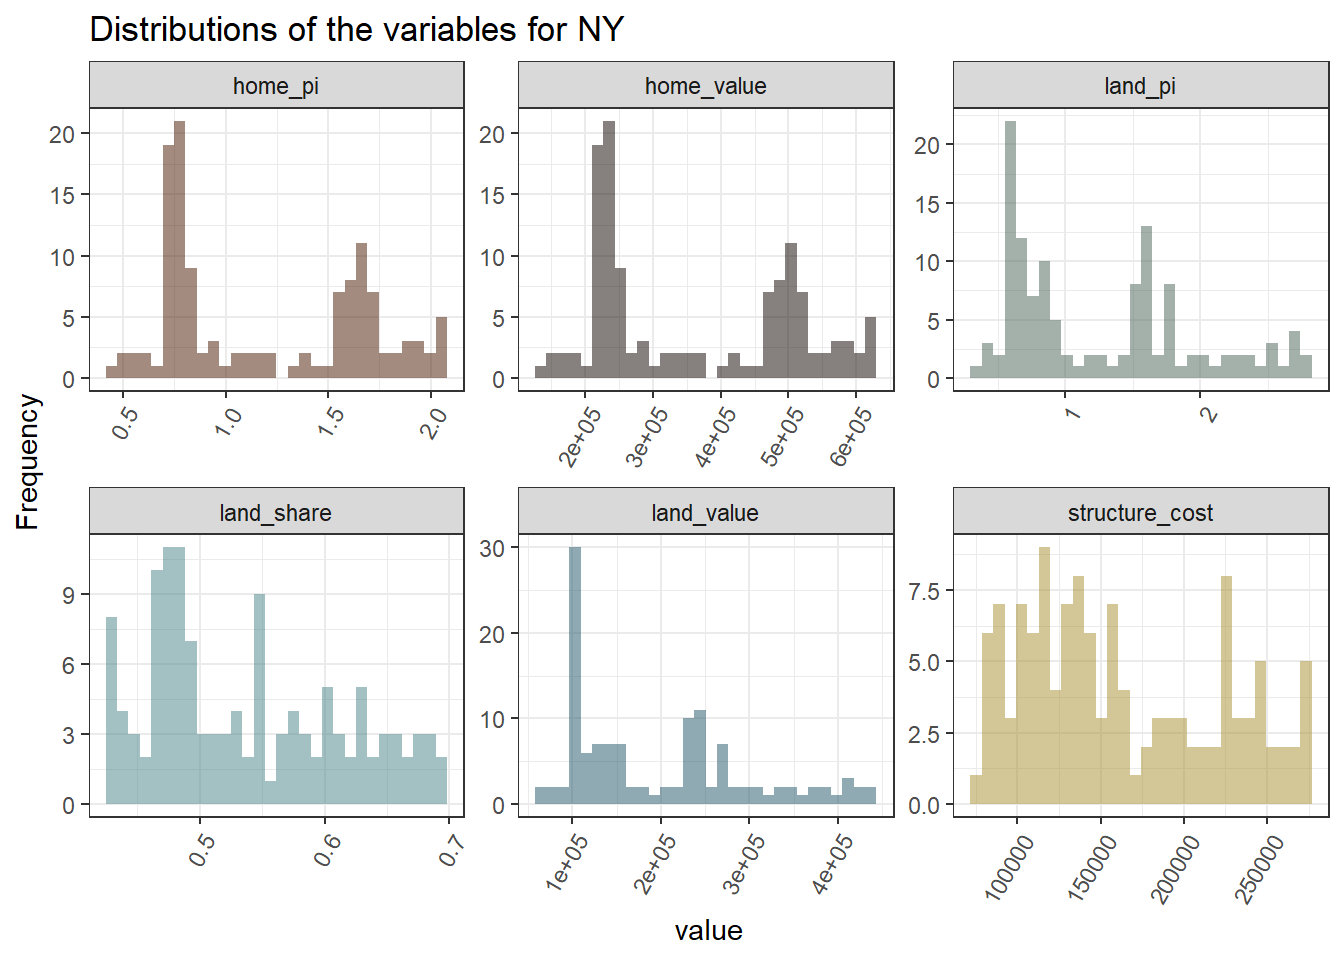 Distributions of the variables for NY
home_pi
home_value
land_pi
20
15
10
5
0
0.5
1.0
1.5
2.0
20
15
10
5
0
2e+05
3e+05
4e+05
5e+05
6e+05
20
15
10
5
0
1
2
Frequency
land_share
land_value
structure_cost
9
6
3
0
0.5
0.6
0.7
30
20
10
0
1e+05
2e+05
3e+05
4e+05
7.5
5.0
2.5
0.0
100000
150000
200000
250000
value